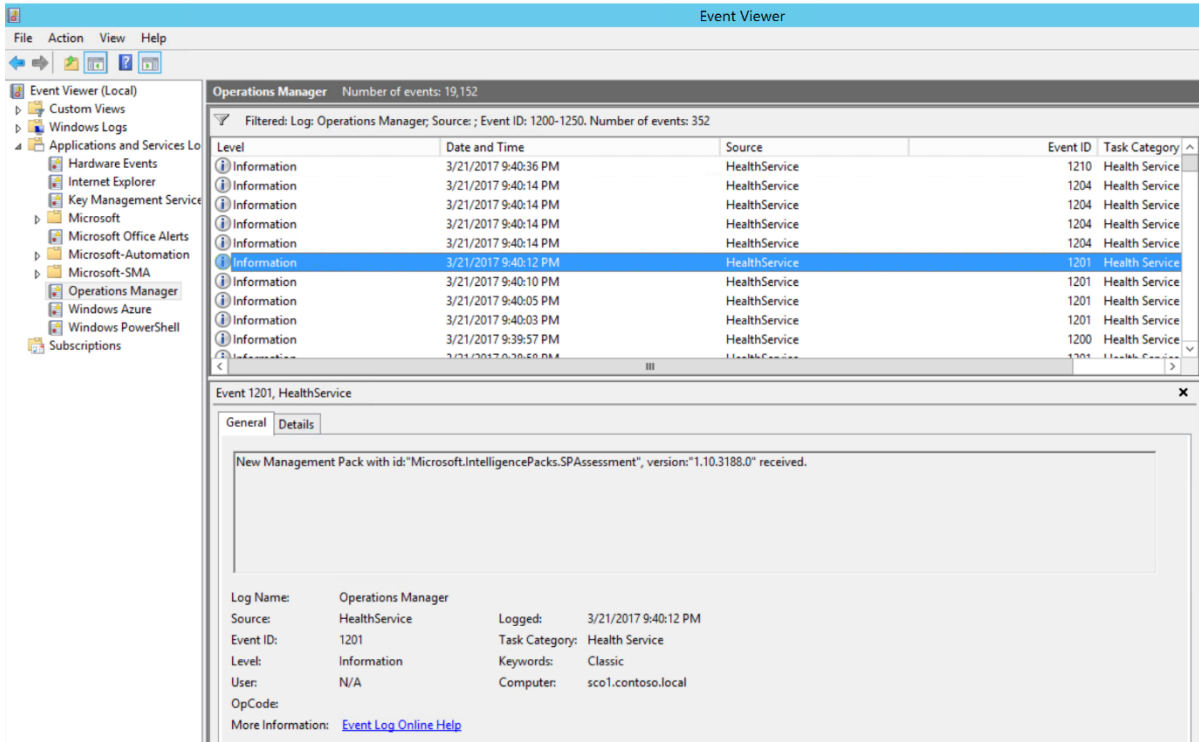 Event Viewer
File Action View Help
Event Viewer (Local)
Custom Views
Windows Logs
Applications and Services Lo
Hardware Events
Internet Explorer
Key Management Service
Microsoft
Microsoft Office Alerts
Microsoft-Automation
Microsoft-SMA
Operations Manager
Windows Azure
Windows PowerShell
Subscriptions
Operations Manager Number of events: 19,152
Filtered: Log: Operations Manager; Source: ; Event ID: 1200-1250. Number of events: 352
Level Date and Time Source Event ID Task Category
Information 3/21/2017 9:40:36 PM HealthService 1210 Health Service
Information 3/21/2017 9:40:14 PM HealthService 1204 Health Service
Information 3/21/2017 9:40:14 PM HealthService 1204 Health Service
Information 3/21/2017 9:40:14 PM HealthService 1204 Health Service
Information 3/21/2017 9:40:14 PM HealthService 1204 Health Service
Information 3/21/2017 9:40:12 PM HealthService 1201 Health Service
Information 3/21/2017 9:40:10 PM HealthService 1201 Health Service
Information 3/21/2017 9:40:05 PM HealthService 1201 Health Service
Information 3/21/2017 9:40:03 PM HealthService 1201 Health Service
Information 3/21/2017 9:39:57 PM HealthService 1200 Health Service
Event 1201, HealthService
General Details
New Management Pack with id:"Microsoft.IntelligencePacks.SPAssessment", version:"1.10.3188.0" received.
Log Name: Operations Manager
Source: HealthService Logged: 3/21/2017 9:40:12 PM
Event ID: 1201 Task Category: Health Service
Level: Information Keywords: Classic
User: N/A Computer: sco1.contoso.local
OpCode:
More Information: Event Log Online Help